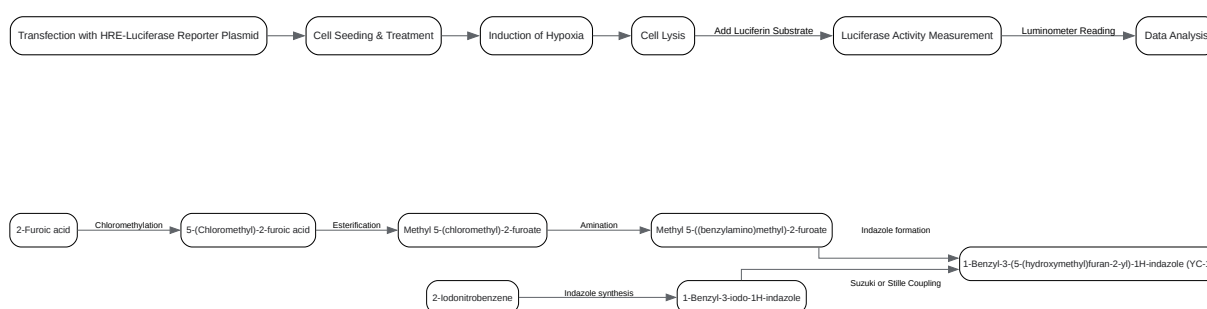 Transfection with HRE-Luciferase Reporter Plasmid
Cell Seeding & Treatment
Induction of Hypoxia
Cell Lysis
Add Luciferin Substrate
Luciferase Activity Measurement
Luminometer Reading
Data Analysis
2-Furoic acid
Chloromethylation
5-(Chloromethyl)-2-furoic acid
Esterification
Methyl 5-(chloromethyl)-2-furoate
Amination
Methyl 5-((benzylamino)methyl)-2-furoate
Indazole formation
1-Benzyl-3-(5-(hydroxymethyl)furan-2-yl)-1H-indazole (YC-1
Suzuki or Stille Coupling
2-Iodonitrobenzene
Indazole synthesis
1-Benzyl-3-iodo-1H-indazole